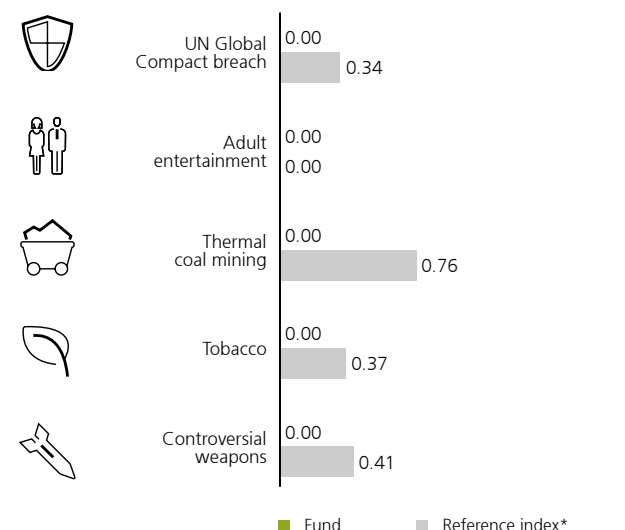 UN Global
Compact breach
0.00
0.34
Adult
entertainment
0.00
0.00
Thermal
coal mining
0.00
0.76
Tobacco
0.00
0.37
Controversial
weapons
0.00
0.41
Fund
Reference index*